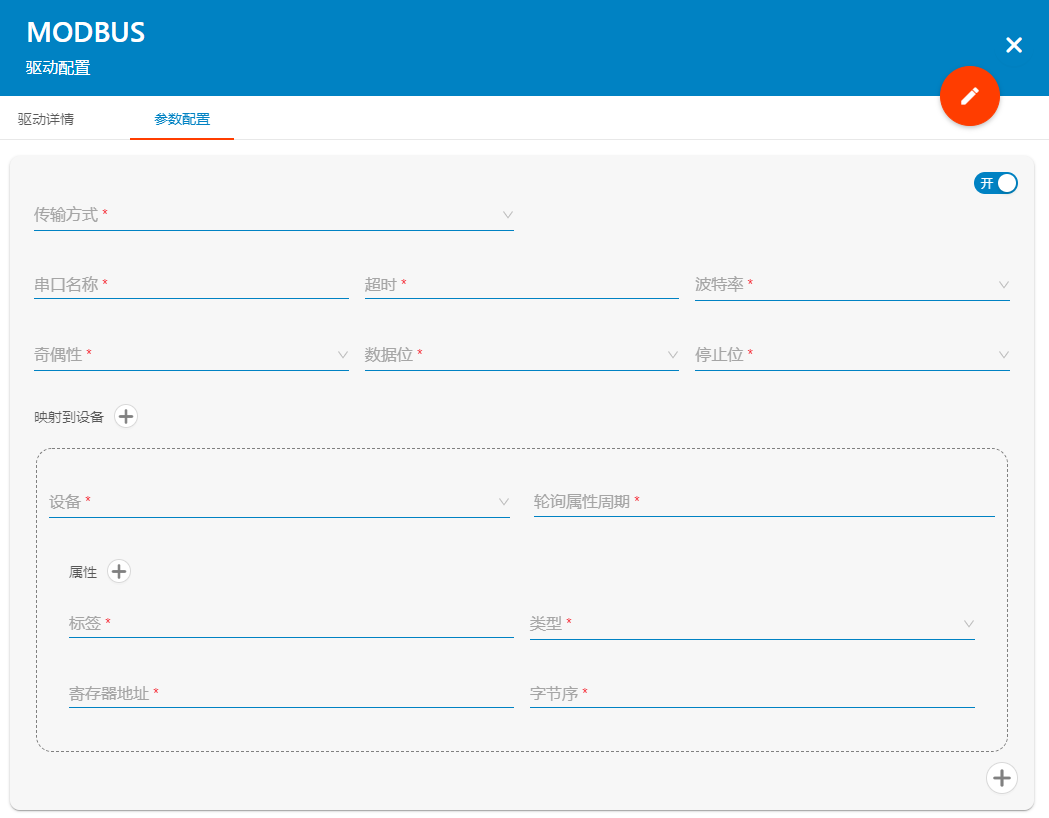 MODBUS
驱动配置
驱动详情 参数配置
开
传输方式 *
串口名称 * 超时 * 波特率 *
奇偶性 * 数据位 * 停止位 *
映射到设备
设备 * 轮询属性周期 *
属性
标签 * 类型 *
寄存器地址 * 字节序 *